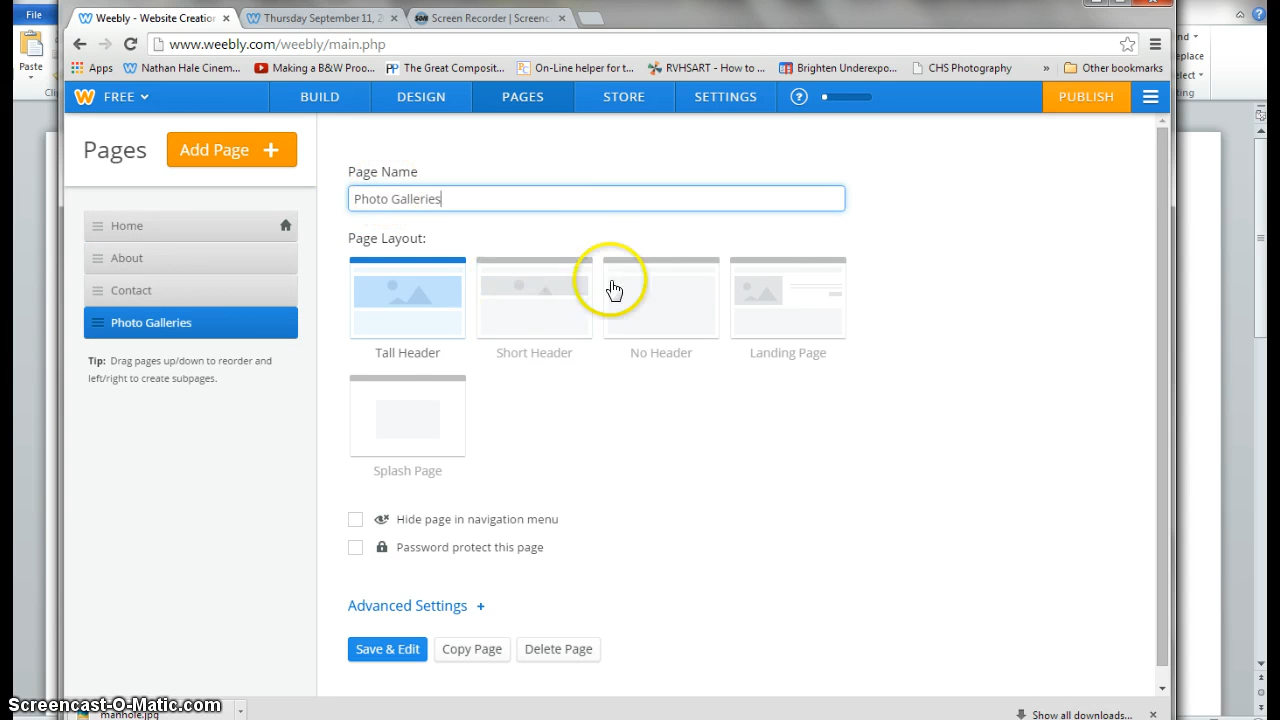 File
Weebly - Website Creation
Thursday September 11, 2
Screen Recorder | Screenc
Paste
www.weebly.com/weebly/main.php
Apps Nathan Hale Cinem... Making a B&W Proo... The Great Composit... On-Line helper for t... RVHSART - How to ... Brighten Underexpo... CHS Photography » Other bookmarks
FREE BUILD DESIGN PAGES STORE SETTINGS ? PUBLISH
Pages Add Page +
Page Name
Photo Galleries
Page Layout:
Home
About
Contact
Photo Galleries
Tip: Drag pages up/down to reorder and
left/right to create subpages.
Tall Header Short Header No Header Landing Page
Splash Page
Hide page in navigation menu
Password protect this page
Advanced Settings +
Save & Edit Copy Page Delete Page
Screencast-O-Matic.com
manhole.jpg
Show all downloads...